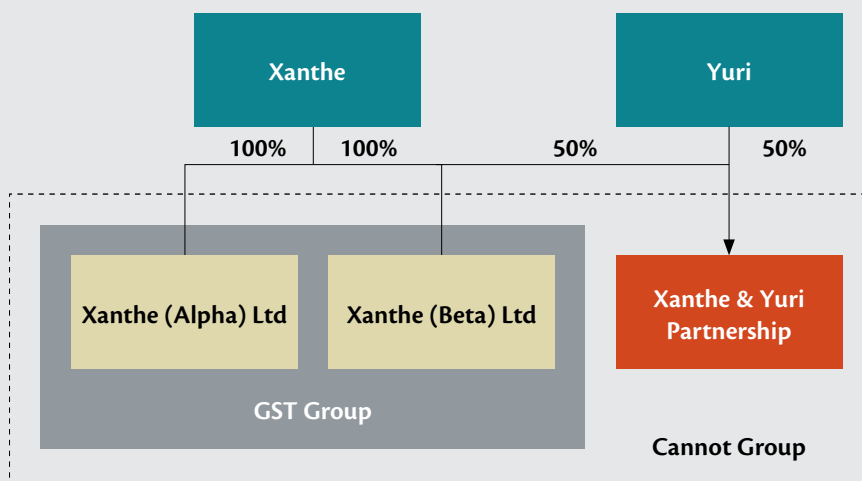 Xanthe
Yuri
100%
100%
50%
50%
Xanthe (Alpha) Ltd
Xanthe (Beta) Ltd
Xanthe & Yuri
Partnership
GST Group
Cannot Group